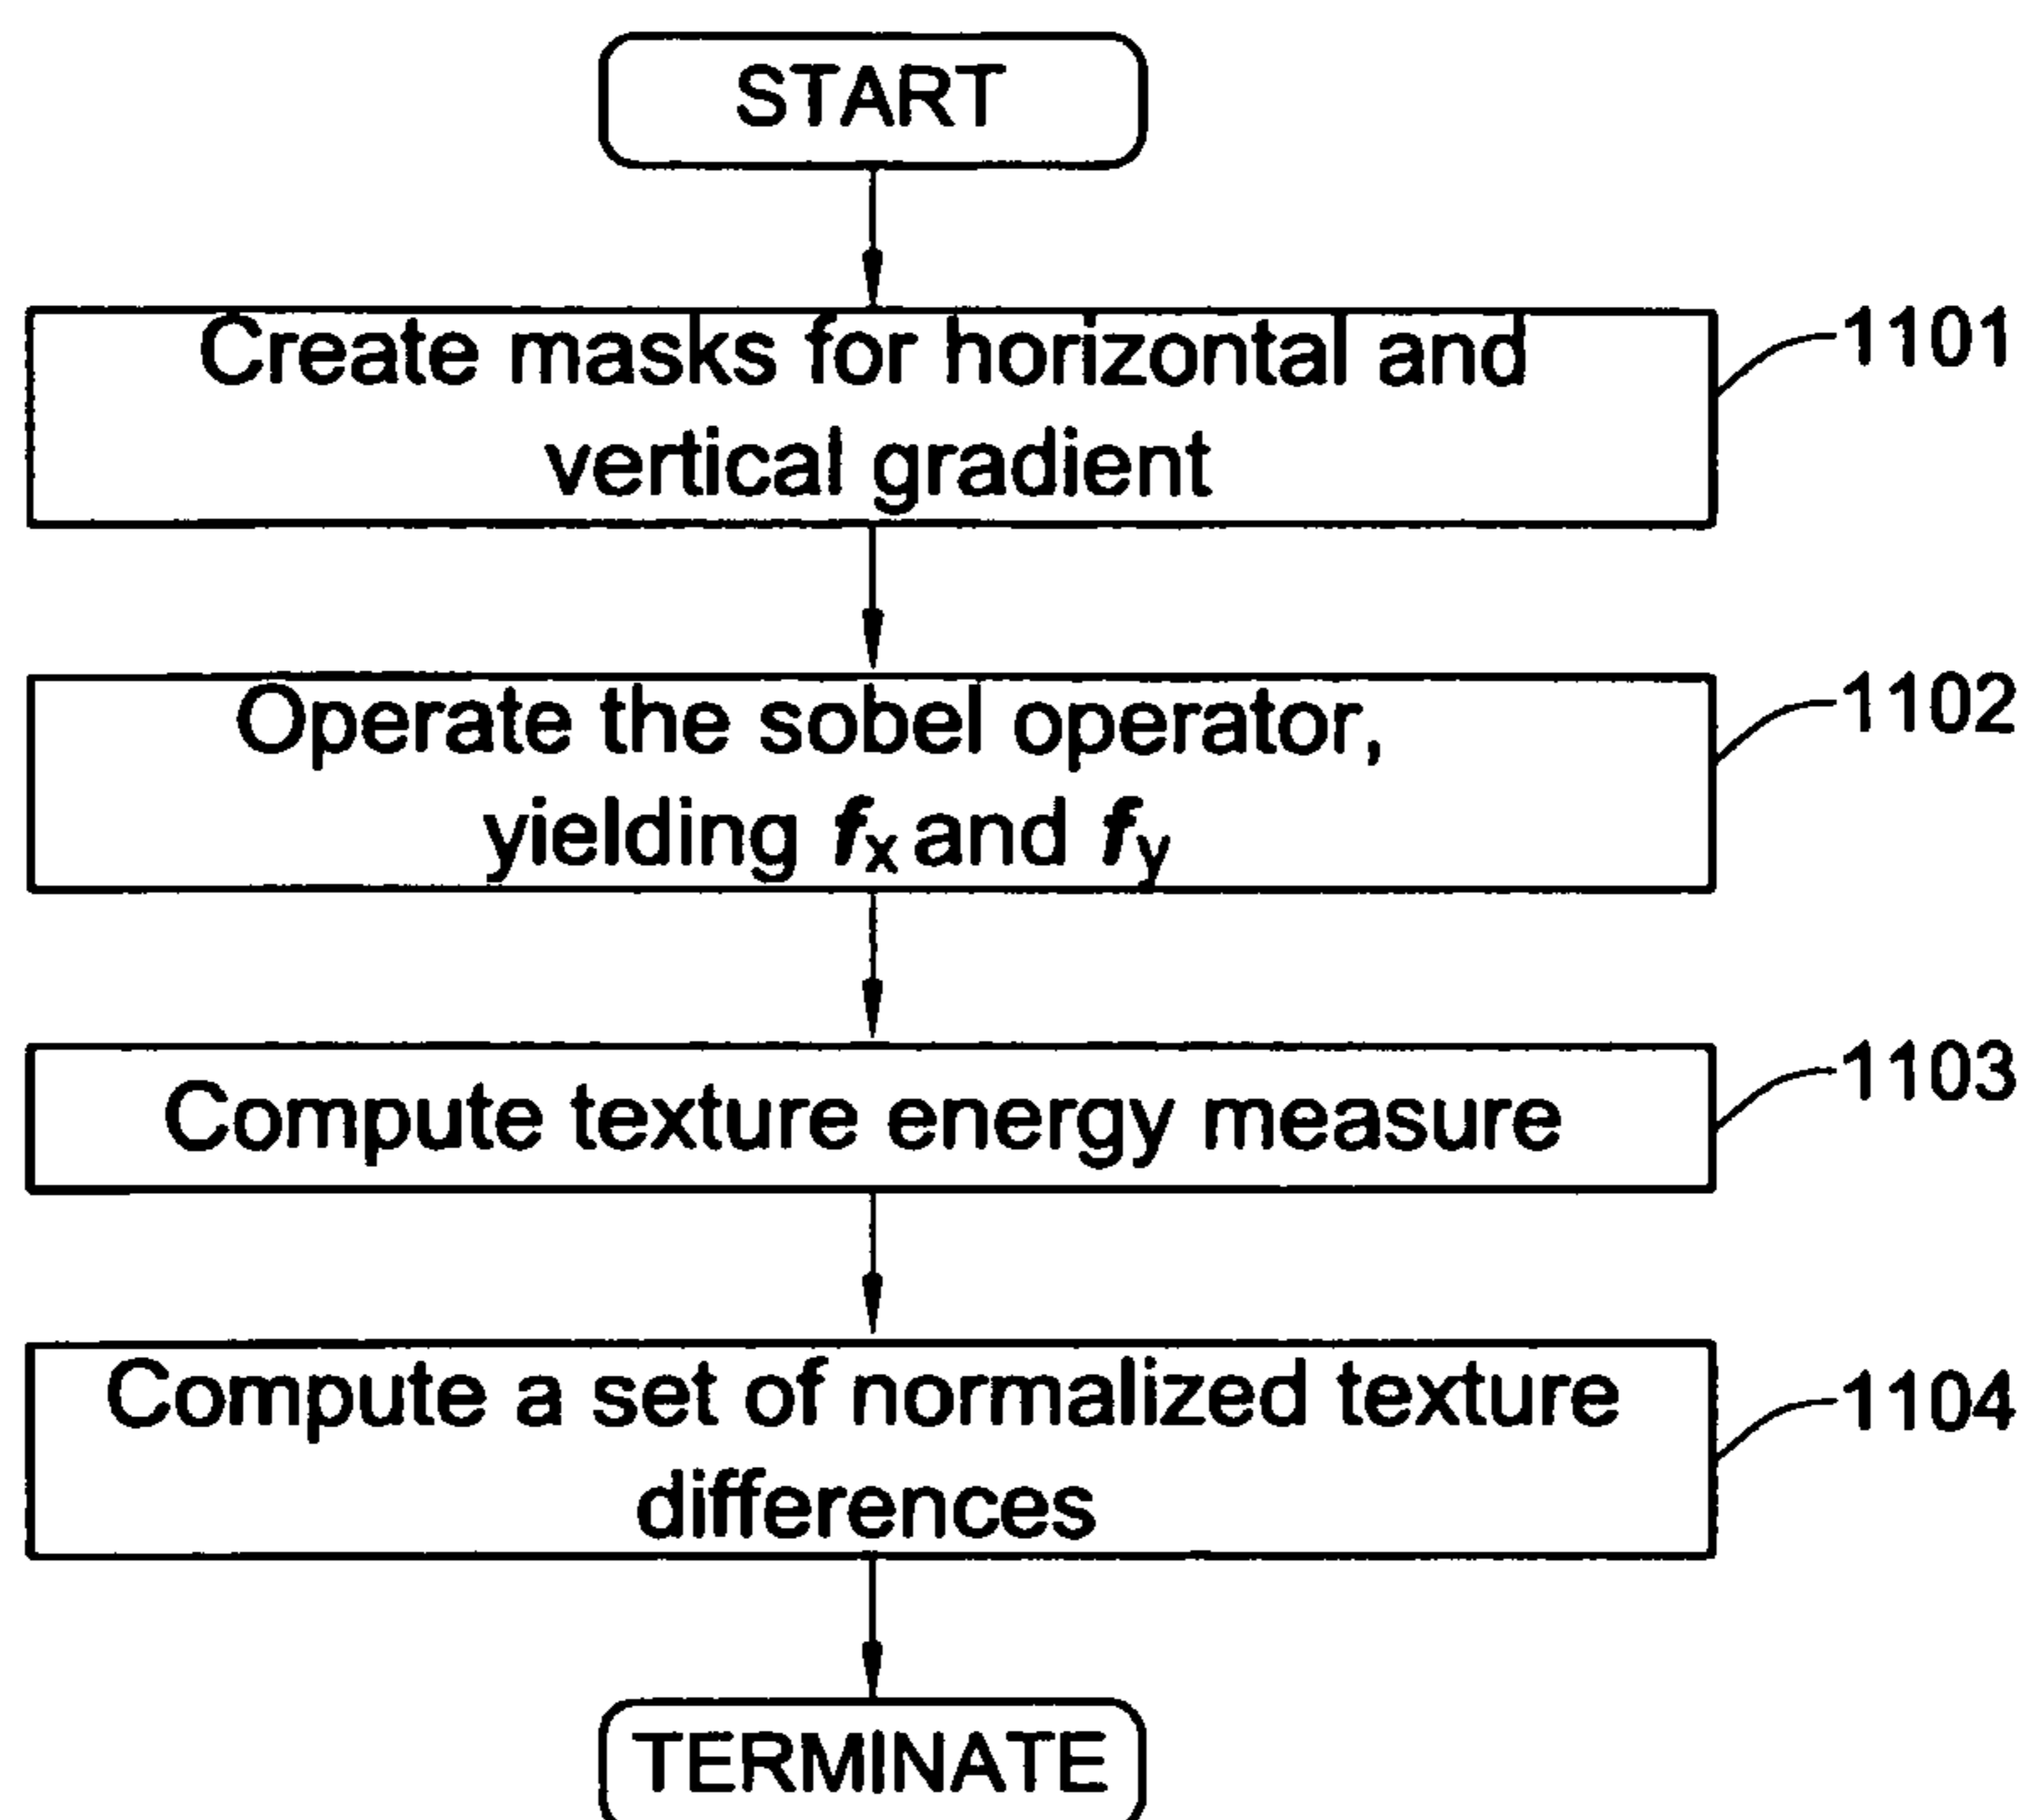 START
Create masks for horizontal and
vertical gradient
1101
Operate the sobel operator,
yielding fx and fy
1102
Compute texture energy measure
1103
Compute a set of normalized texture
differences
1104
TERMINATE